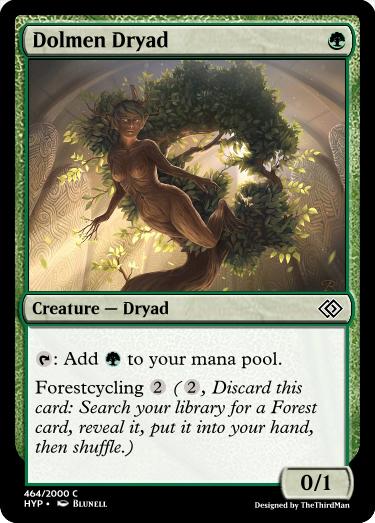 Dolmen Dryad
Creature — Dryad
: Add to your mana pool.
Forestcycling 2 ( 2, Discard this
card: Search your library for a Forest
card, reveal it, put it into your hand,
then shuffle.)
0/1
464/2000 C
HYP • Blunell
Designed by TheThirdMan